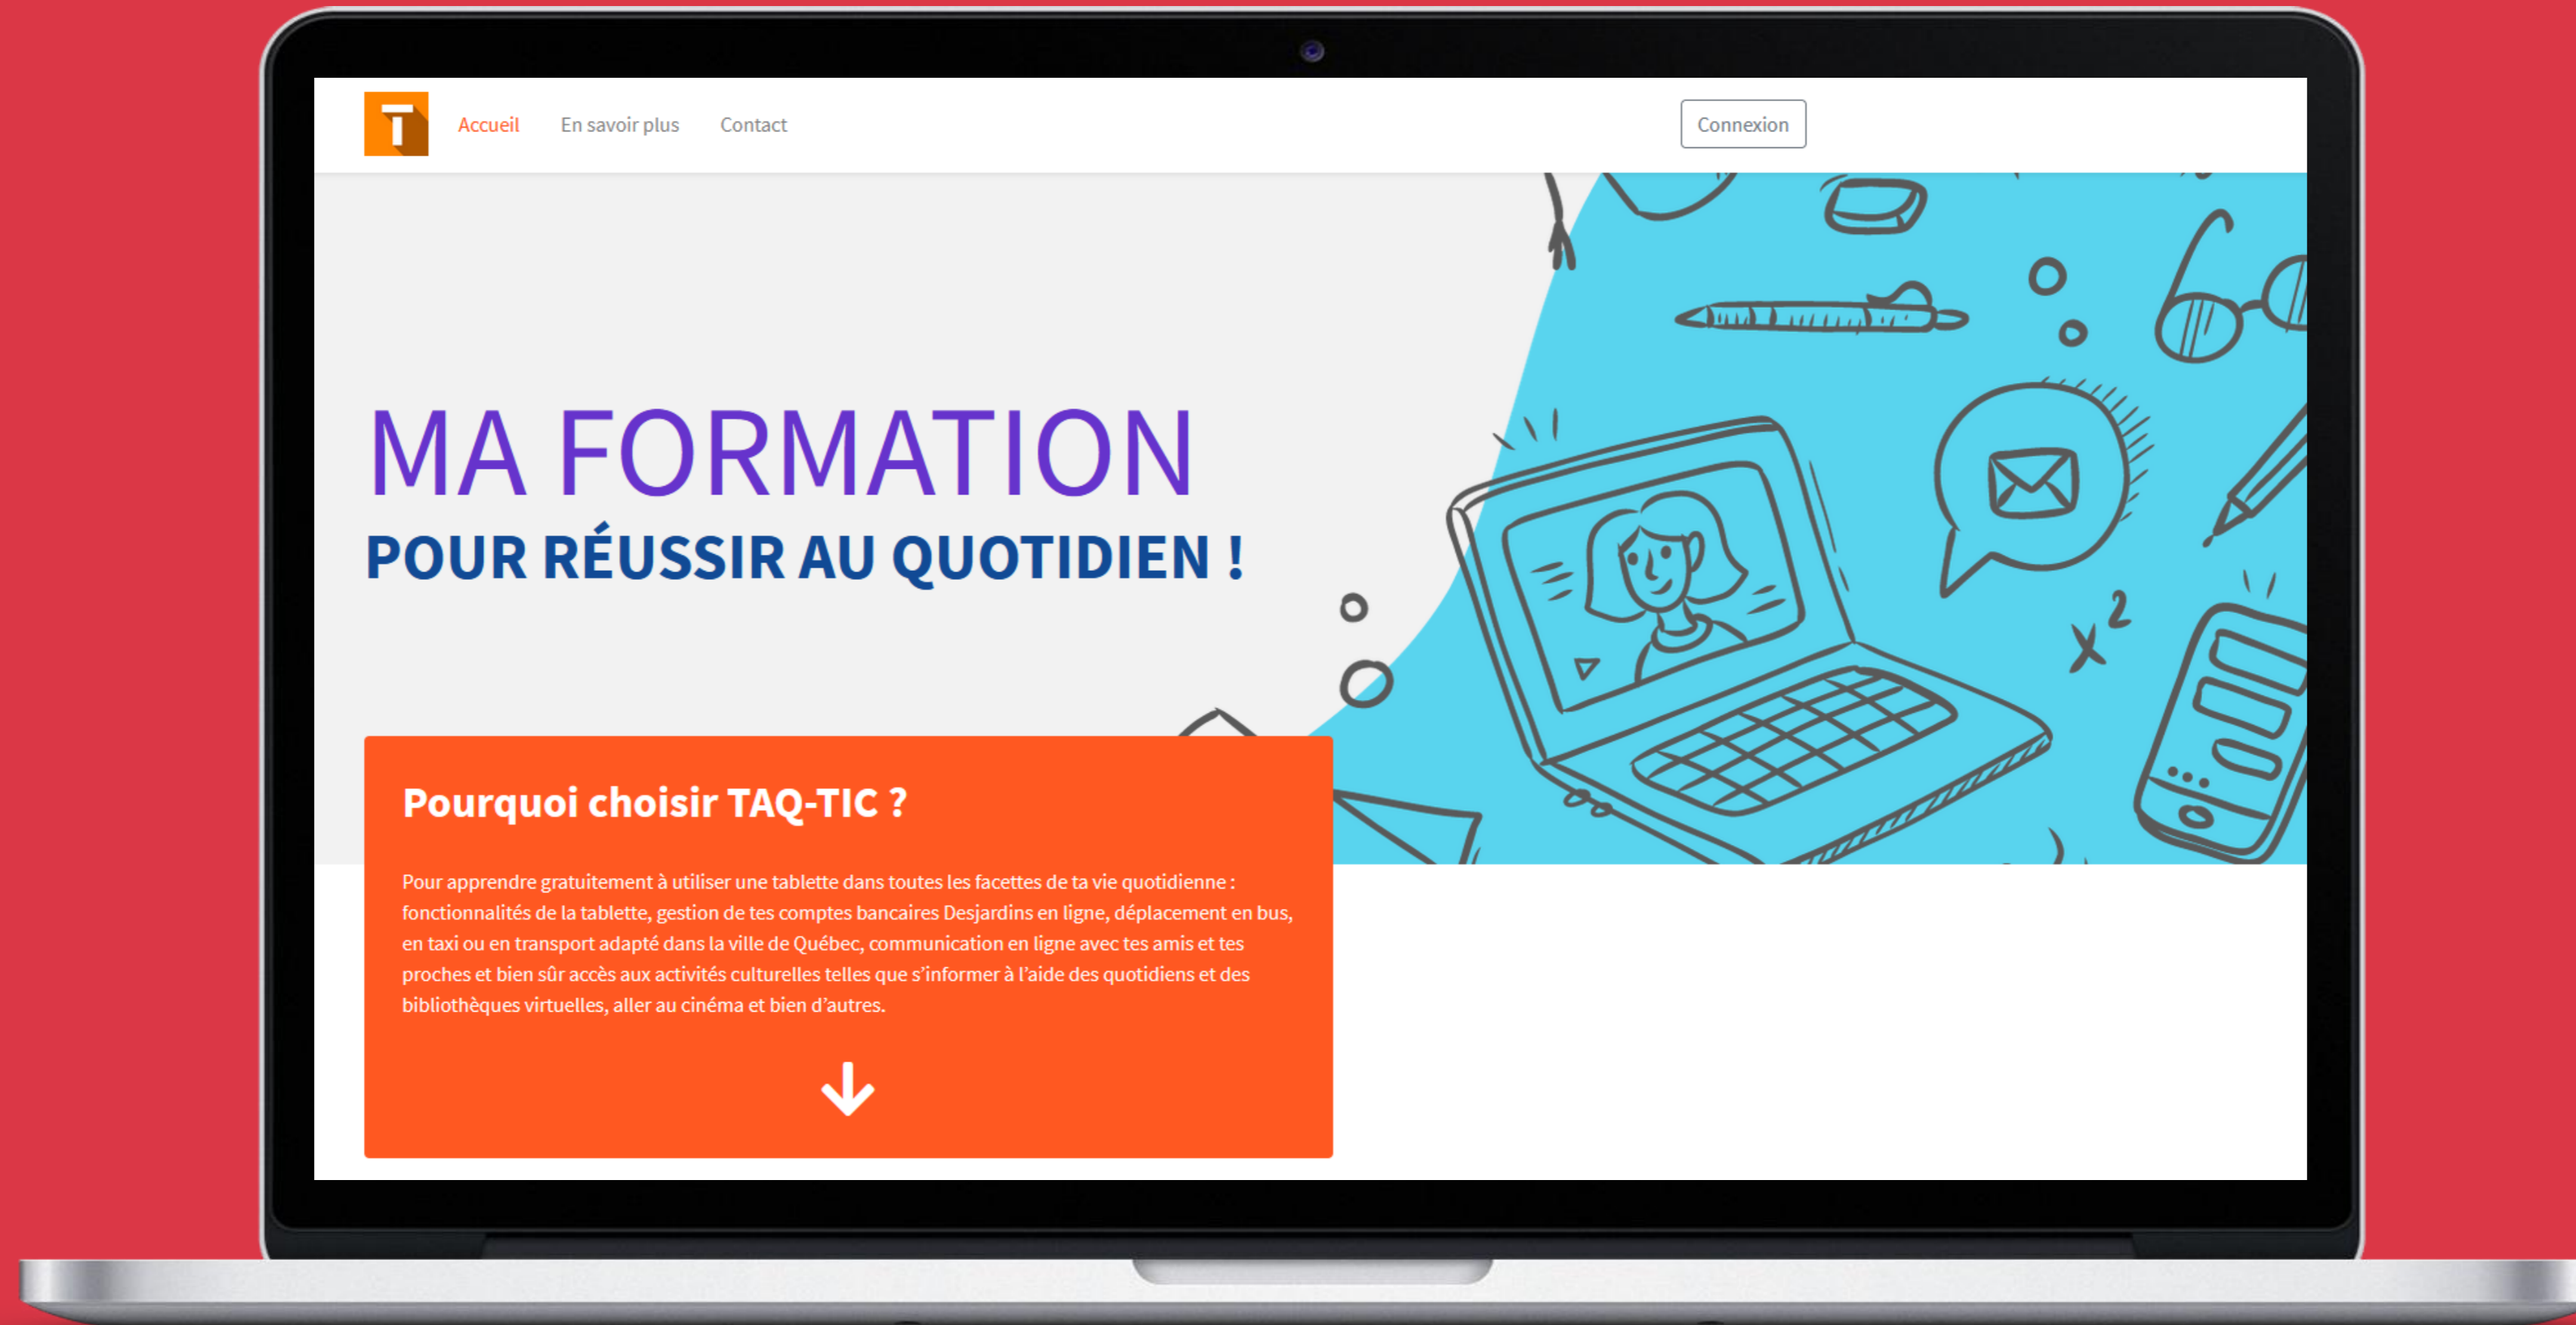 T
Accueil
En savoir plus
Contact
Connexion
MA FORMATION
POUR RÉUSSIR AU QUOTIDIEN !
x²
Pourquoi choisir TAQ-TIC ?
Pour apprendre gratuitement à utiliser une tablette dans toutes les facettes de ta vie quotidienne :
fonctionnalités de la tablette, gestion de tes comptes bancaires Desjardins en ligne, déplacement en bus,
en taxi ou en transport adapté dans la ville de Québec, communication en ligne avec tes amis et tes
proches et bien sûr accès aux activités culturelles telles que s’informer à l’aide des quotidiens et des
bibliothèques virtuelles, aller au cinéma et bien d’autres.